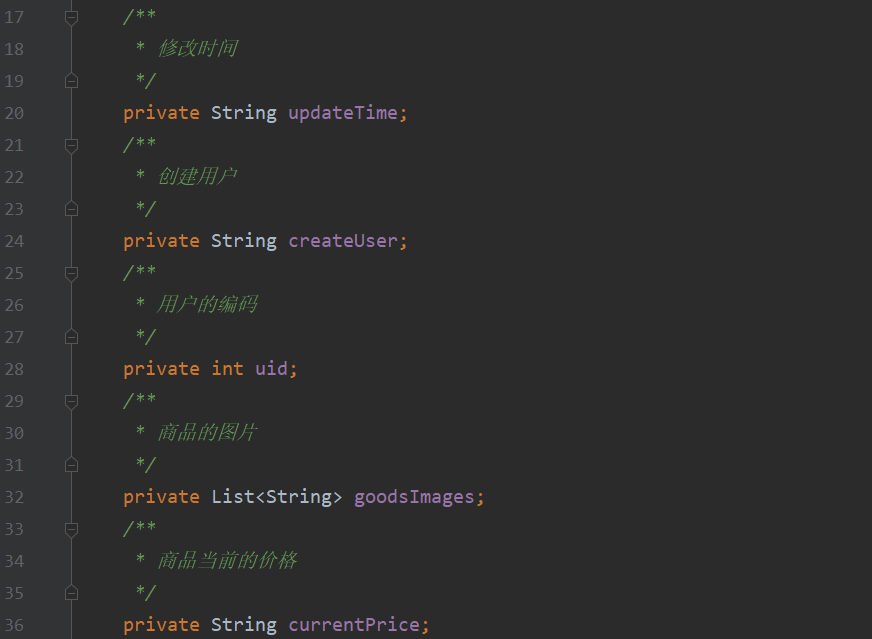 17 /**
18 * 修改时间
19 */
20 private String updateTime;
21 /**
22 * 创建用户
23 */
24 private String createUser;
25 /**
26 * 用户的编码
27 */
28 private int uid;
29 /**
30 * 商品的图片
31 */
32 private List<String> goodsImages;
33 /**
34 * 商品当前的价格
35 */
36 private String currentPrice;